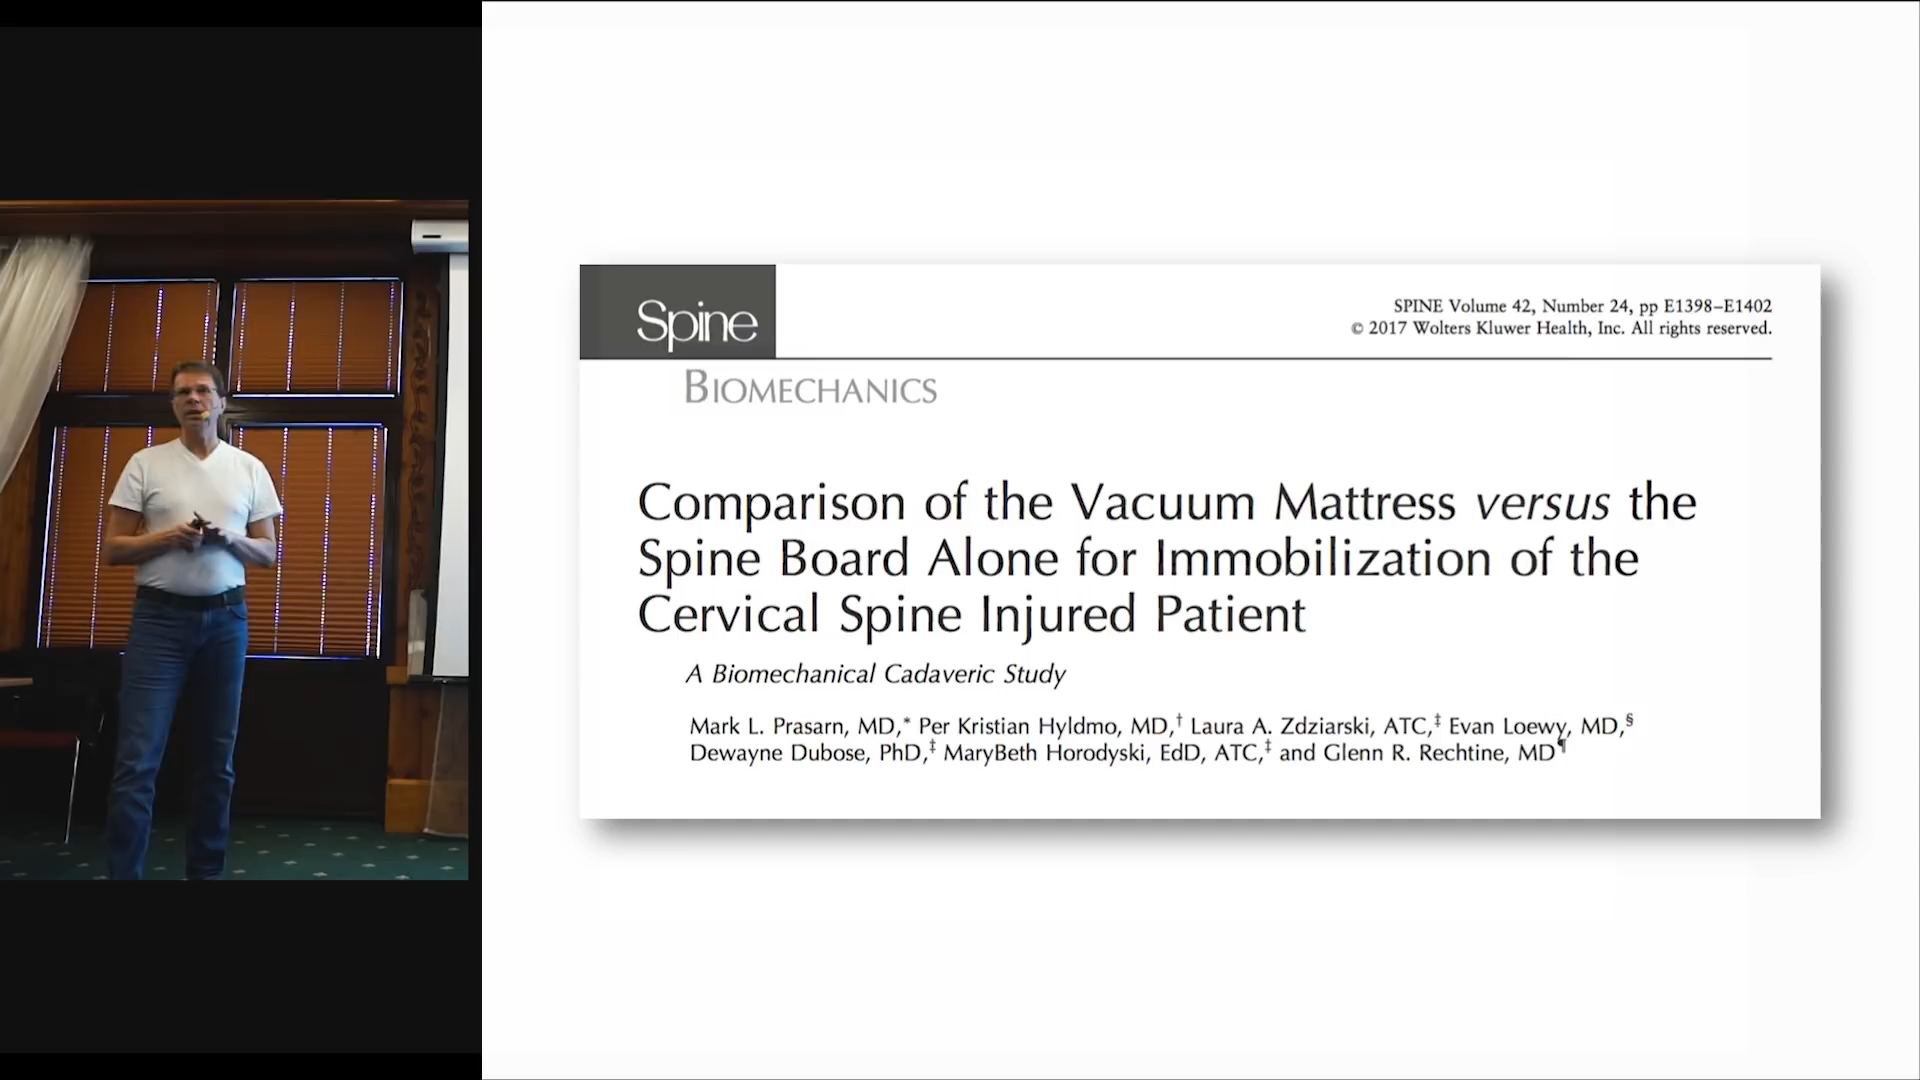 Spine
SPINE Volume 42, Number 24, pp E1398–E1402
© 2017 Wolters Kluwer Health, Inc. All rights reserved.
BIOMECHANICS
Comparison of the Vacuum Mattress versus the
Spine Board Alone for Immobilization of the
Cervical Spine Injured Patient
A Biomechanical Cadaveric Study
Mark L. Prasarn, MD,* Per Kristian Hyldmo, MD,† Laura A. Zdziarski, ATC,‡ Evan Loewy, MD,§
Dewayne Dubose, PhD,‡ MaryBeth Horodyski, EdD, ATC,‡ and Glenn R. Rechtine, MD¶